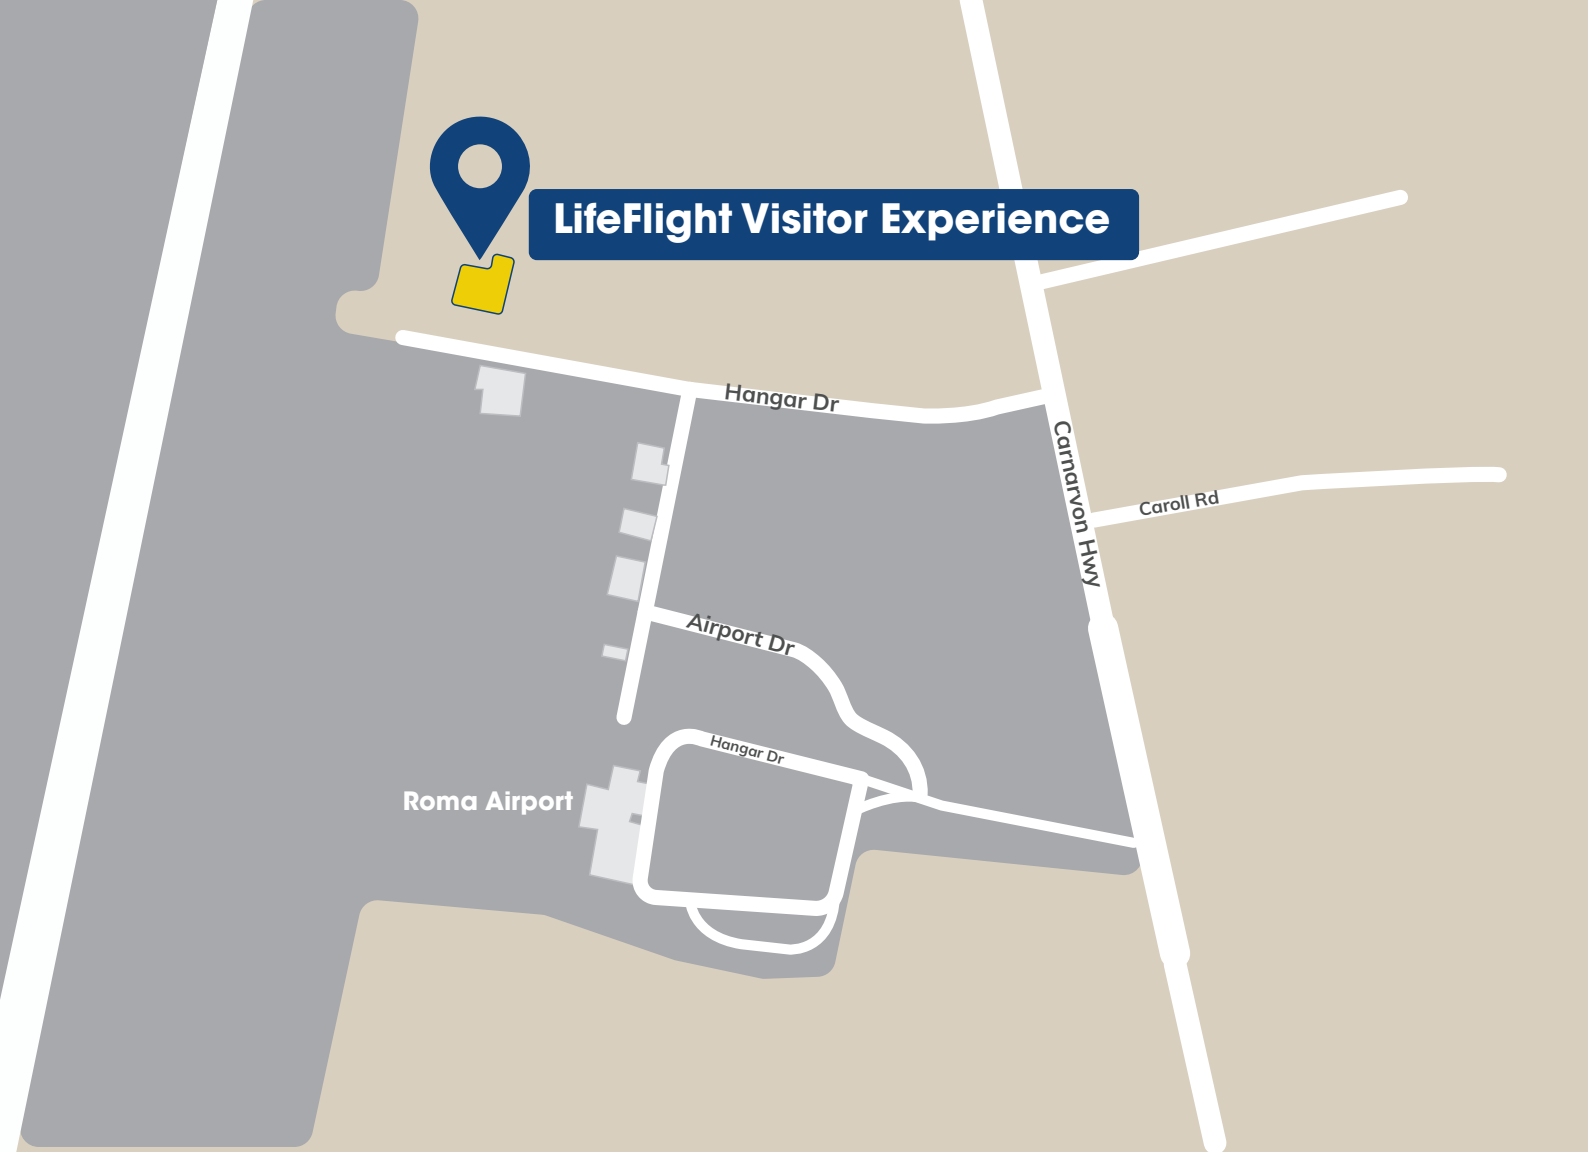 LifeFlight Visitor Experience
Hangar Dr
Carnarvon Hwy
Caroll Rd
Airport Dr
Hangar Dr
Roma Airport